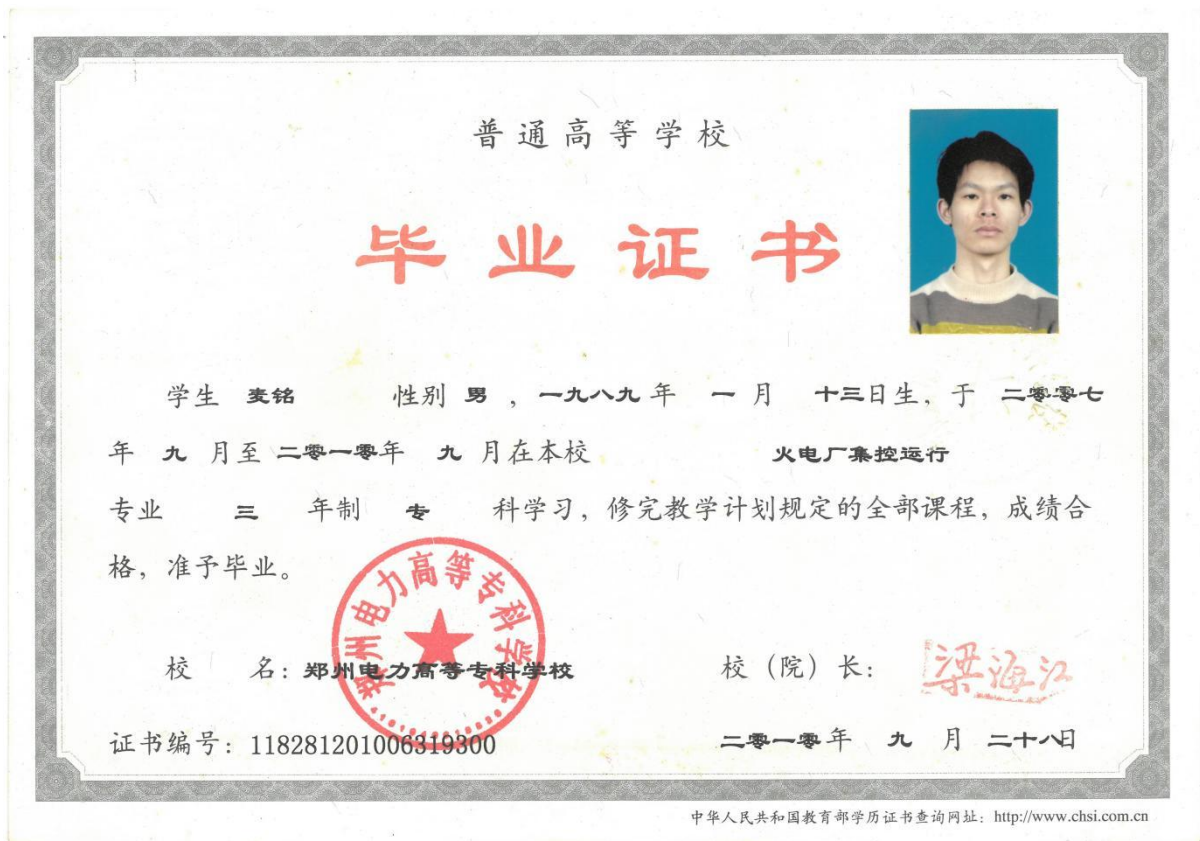 普通高等学校
毕业证书
学生 麦铭 性别 男 ，一九八九 年 一 月 十三日生，于 二零零七
年 九 月至 二零一零年 九 月在本校 火电厂集控运行
专业 三 年制 专 科学习，修完教学计划规定的全部课程，成绩合
格，准予毕业。
郑州电力高等专科学校
校 名：郑州电力高等专科学校 校（院）长： 梁海江
证书编号：118281201006319300 二零一零年 九 月 二十八日
中华人民共和国教育部学历证书查询网址：http://www.chsi.com.cn